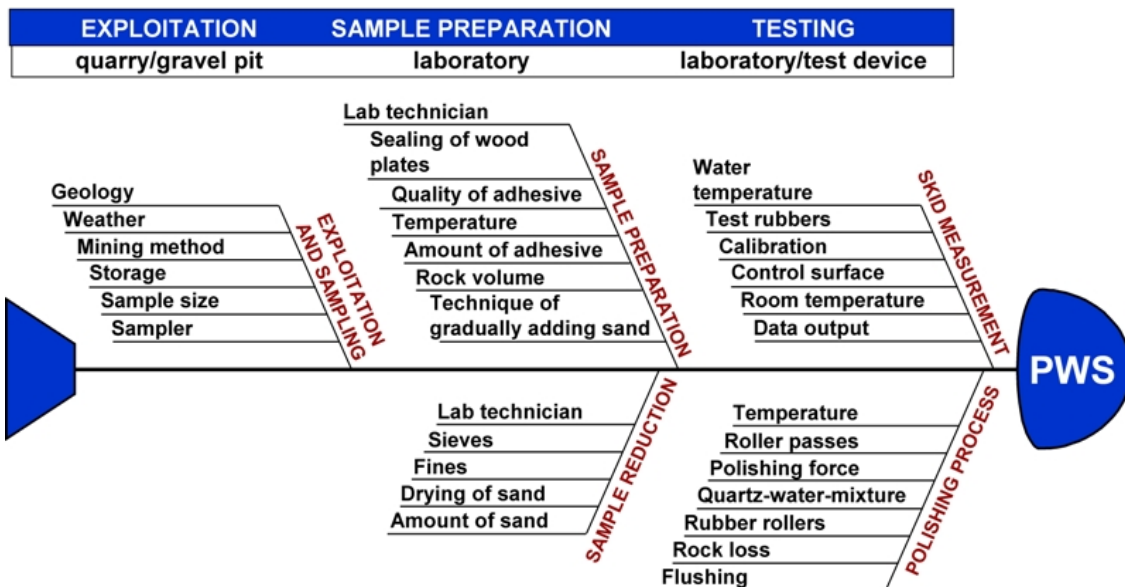 EXPLOITATION SAMPLE PREPARATION TESTING
quarry/gravel pit laboratory laboratory/test device
Geology
Weather
Mining method
Storage
Sample size
Sampler
EXPLOITATION
AND SAMPLING
Lab technician
Sealing of wood
plates
Quality of adhesive
Temperature
Amount of adhesive
Rock volume
Technique of
gradually adding sand
SAMPLE PREPARATION
Water
temperature
Test rubbers
Calibration
Control surface
Room temperature
Data output
SKID MEASUREMENT
PWS
Lab technician
Sieves
Fines
Drying of sand
Amount of sand
SAMPLE REDUCTION
Temperature
Roller passes
Polishing force
Quartz-water-mixture
Rubber rollers
Rock loss
Flushing
POLISHING PROCESS